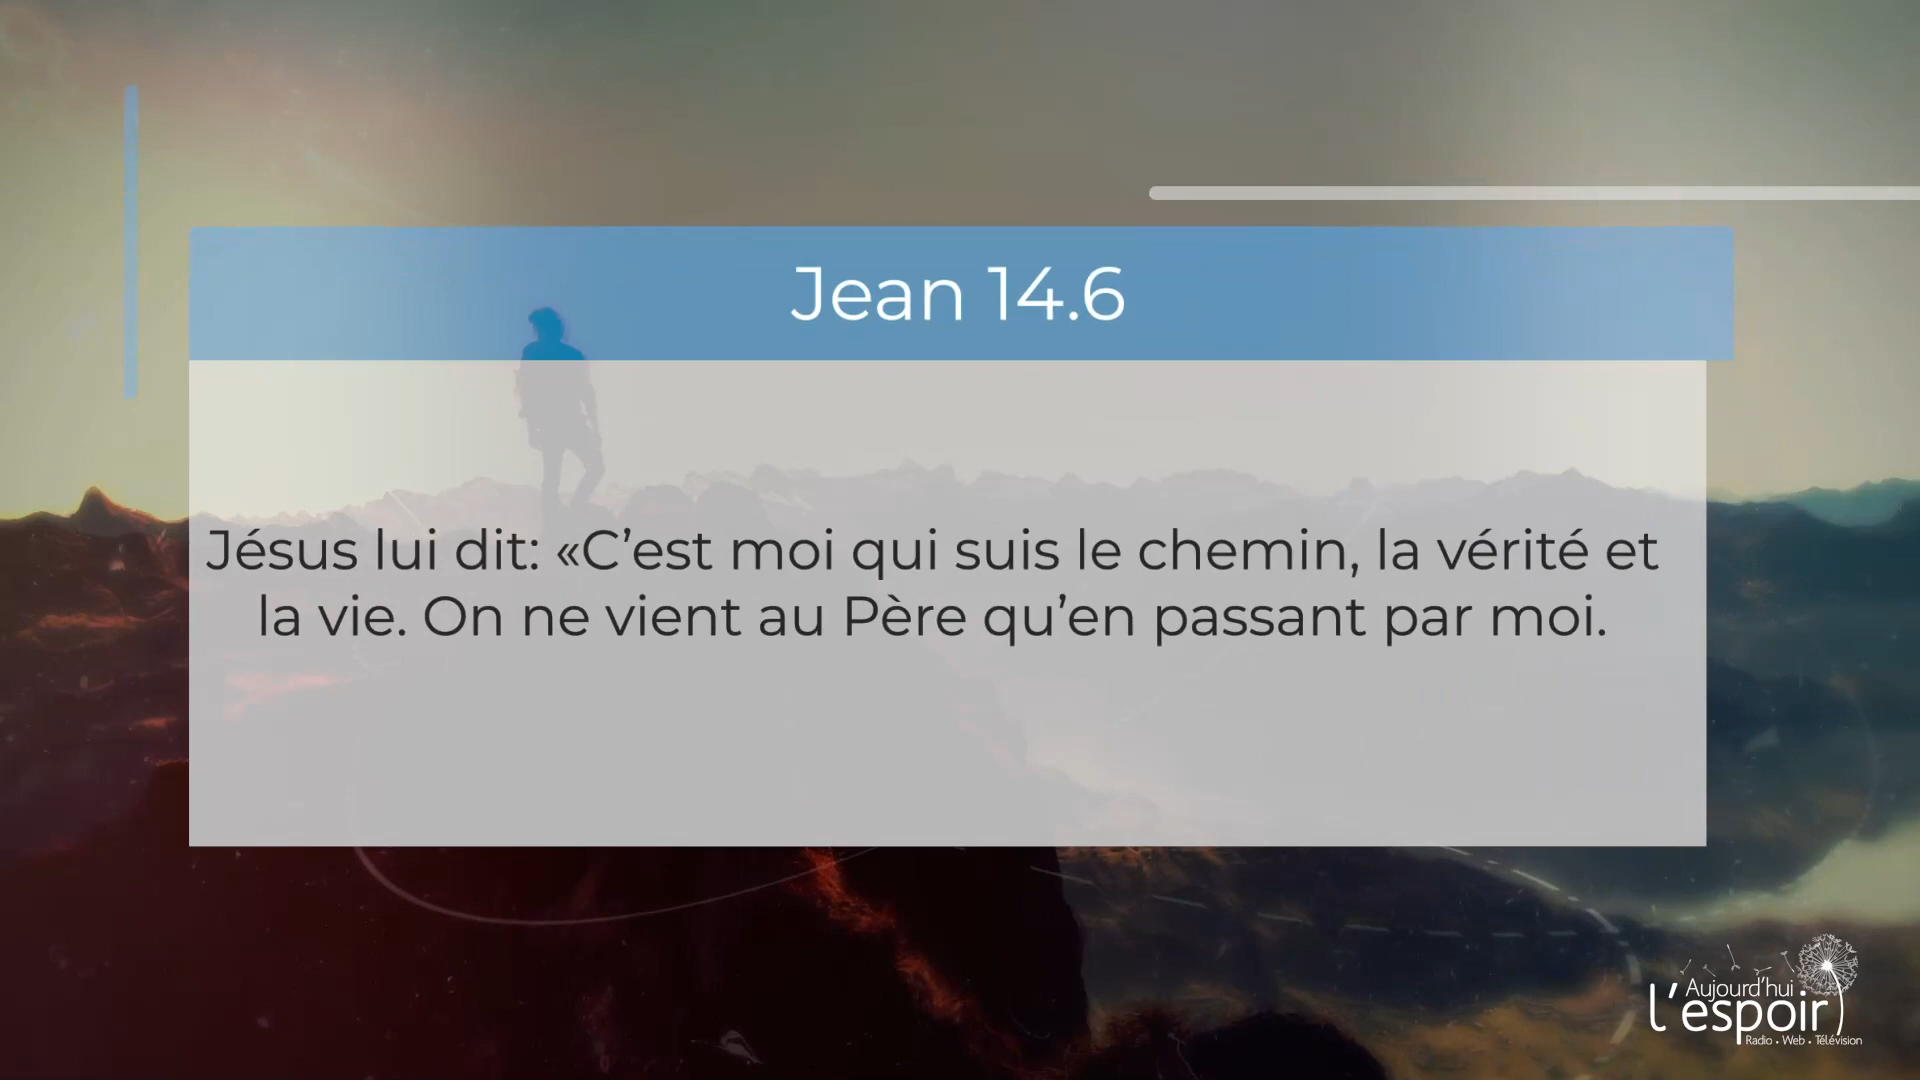 Jean 14.6
Jésus lui dit: «C’est moi qui suis le chemin, la vérité et
la vie. On ne vient au Père qu’en passant par moi.
Aujourd’hui
l’espoir
Radio • Web • Télévision